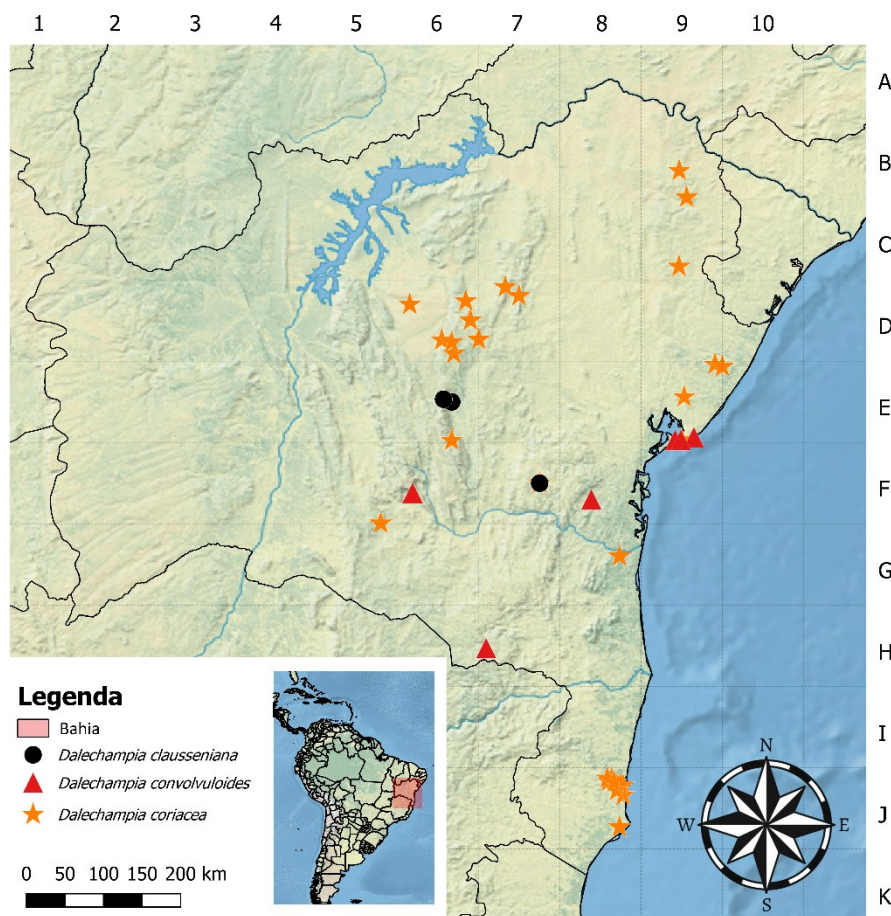 1 2 3 4 5 6 7 8 9 10
A
B
C
D
E
F
G
H
I
J
K
Legenda
Bahia
Dalechampia clausseniana
Dalechampia convolvuloides
Dalechampia coriacea
0 50 100 150 200 km
N
W E
S